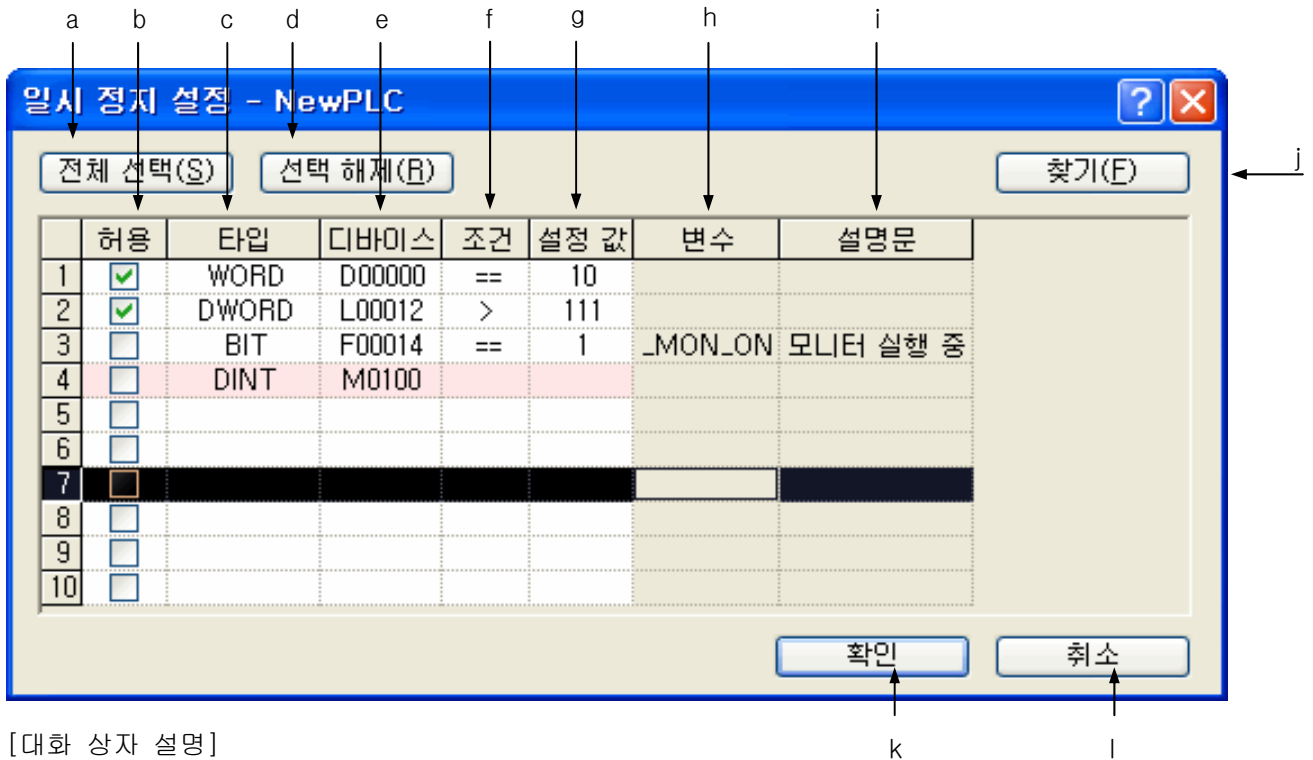 a b c d e f g h i
일시 정지 설정 - NewPLC
전체 선택(S) 선택 해제(R) 찾기(F) j
허용 타입 디바이스 조건 설정 값 변수 설명문
1 WORD D00000 == 10
2 DWORD L00012 > 111
3 BIT F00014 == 1 _MON_ON 모니터 실행 중
4 DINT M0100
5
6
7
8
9
10
확인 취소
[대화 상자 설명] k l